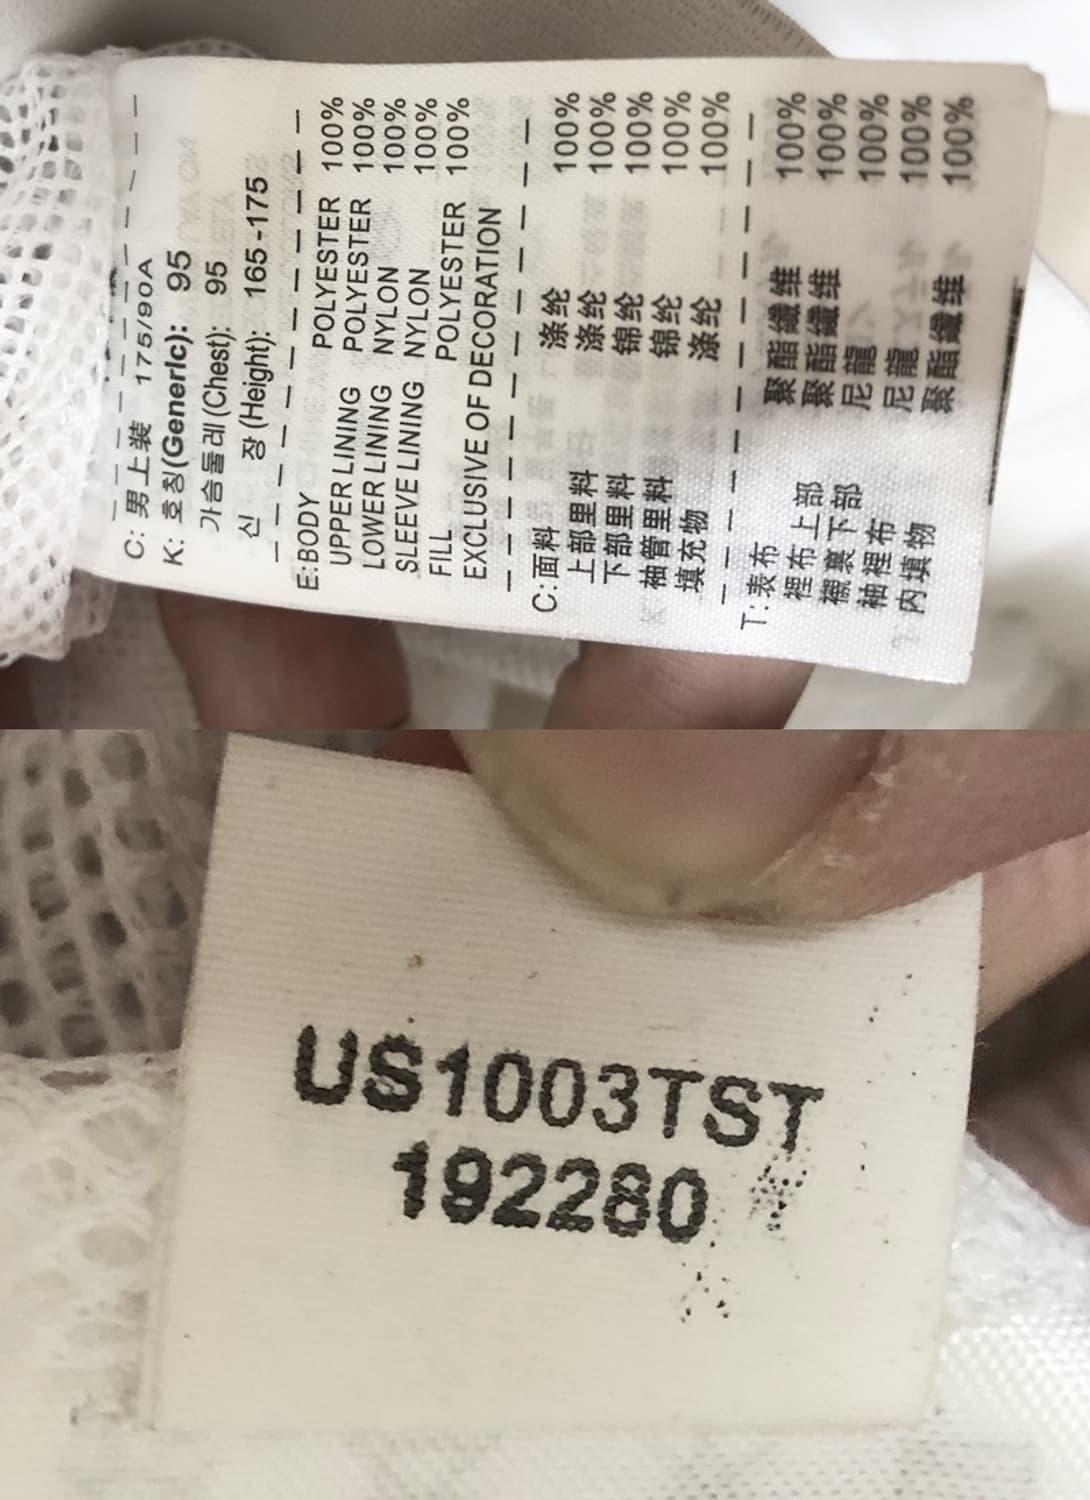 C: 男上装 175/90A
K: 호칭(Generic): 95
가슴둘레(Chest): 95
신 장(Height): 165-175
E:BODY POLYESTER 100%
UPPER LINING POLYESTER 100%
LOWER LINING NYLON 100%
SLEEVE LINING NYLON 100%
FILL POLYESTER 100%
EXCLUSIVE OF DECORATION
C:面料 涤纶 100%
上部里料 涤纶 100%
下部里料 锦纶 100%
袖管里料 锦纶 100%
填充物 涤纶 100%
T:表布 聚酯纖維 100%
裡布上部 聚酯纖維 100%
襯裏下部 尼龍 100%
袖裡布 尼龍 100%
内填物 聚酯纖維 100%
US1003TST
192280